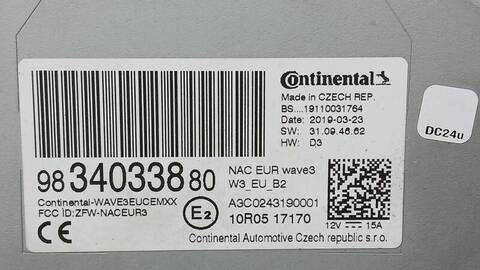 Continental
Made in CZECH REP.
BS....19110031764
Date: 2019-03-23
SW: 31.09.46.62
HW: D3
DC24u
98 340338 80
NAC EUR wave3
W3_EU_B2
Continental-WAVE3EUCEMXX
FCC ID:ZFW-NACEUR3
E2
A3C0243190001
10R05 17170
12V 15A
CE
Continental Automotive Czech republic s.r.o.